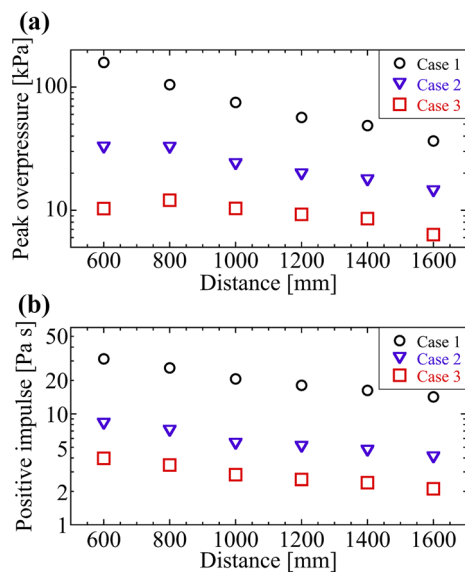 (a)
Peak overpressure [kPa]
100
10
Case 1
Case 2
Case 3
600 800 1000 1200 1400 1600
Distance [mm]
(b)
Positive impulse [Pa s]
50
20
10
5
2
1
Case 1
Case 2
Case 3
600 800 1000 1200 1400 1600
Distance [mm]